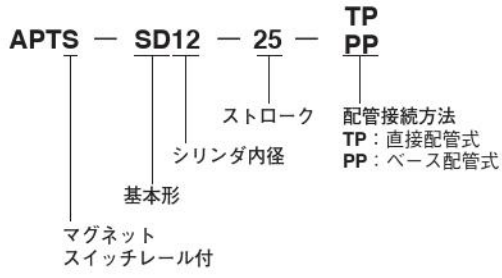 TP
APTS － SD12 － 25 － PP
ストローク
配管接続方法
TP：直接配管式
PP：ベース配管式
シリンダ内径
基本形
マグネット
スイッチレール付